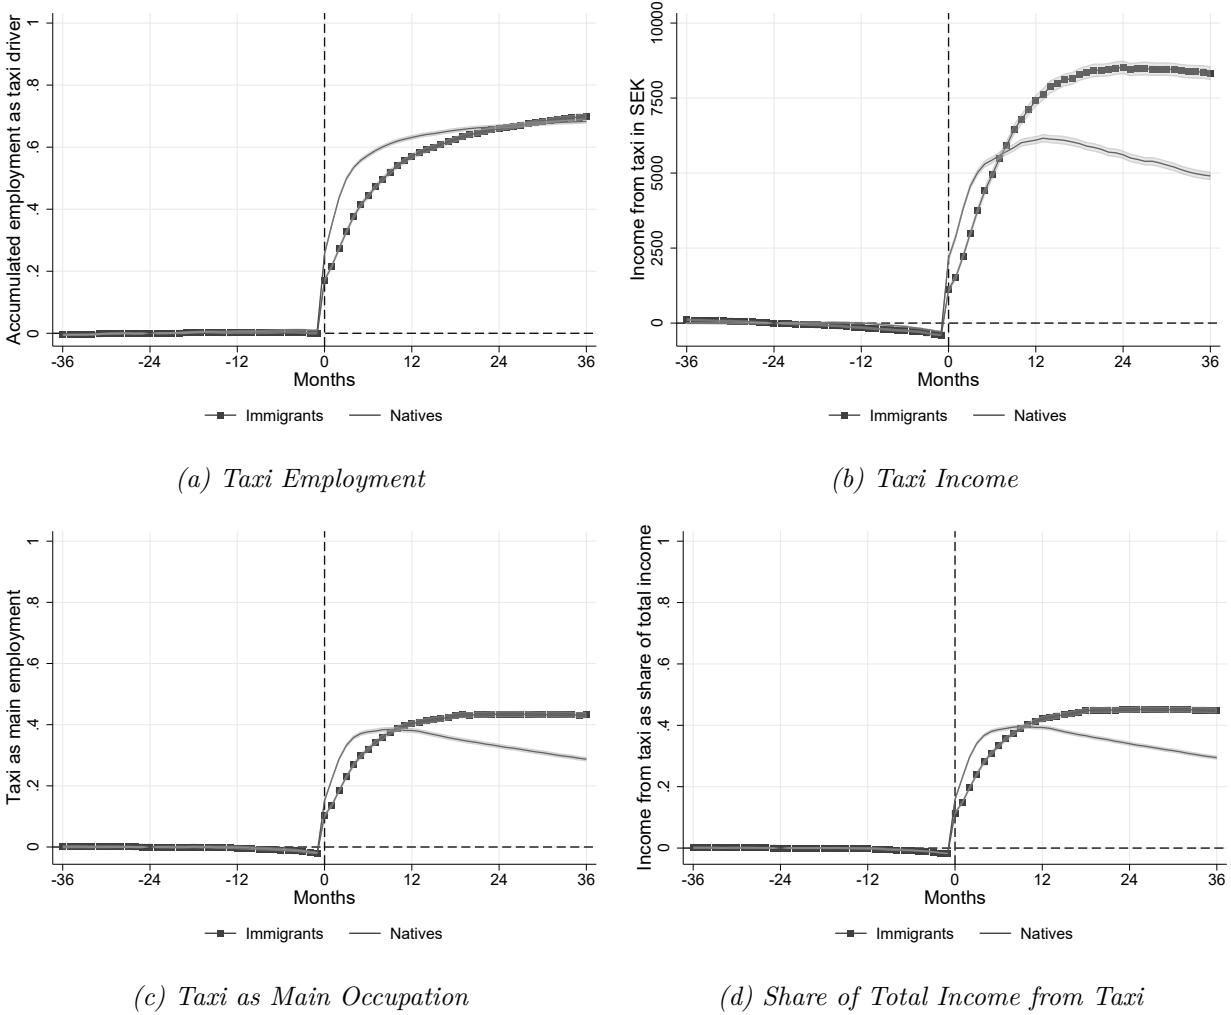 Accumulated employment as taxi driver
1
.8
.6
.4
.2
0
-36 -24 -12 0 12 24 36
Months
Immigrants Natives
(a) Taxi Employment
Income from taxi in SEK
10000
7500
5000
2500
0
-36 -24 -12 0 12 24 36
Months
Immigrants Natives
(b) Taxi Income
Taxi as main employment
1
.8
.6
.4
.2
0
-36 -24 -12 0 12 24 36
Months
Immigrants Natives
(c) Taxi as Main Occupation
Income from taxi as share of total income
1
.8
.6
.4
.2
0
-36 -24 -12 0 12 24 36
Months
Immigrants Natives
(d) Share of Total Income from Taxi